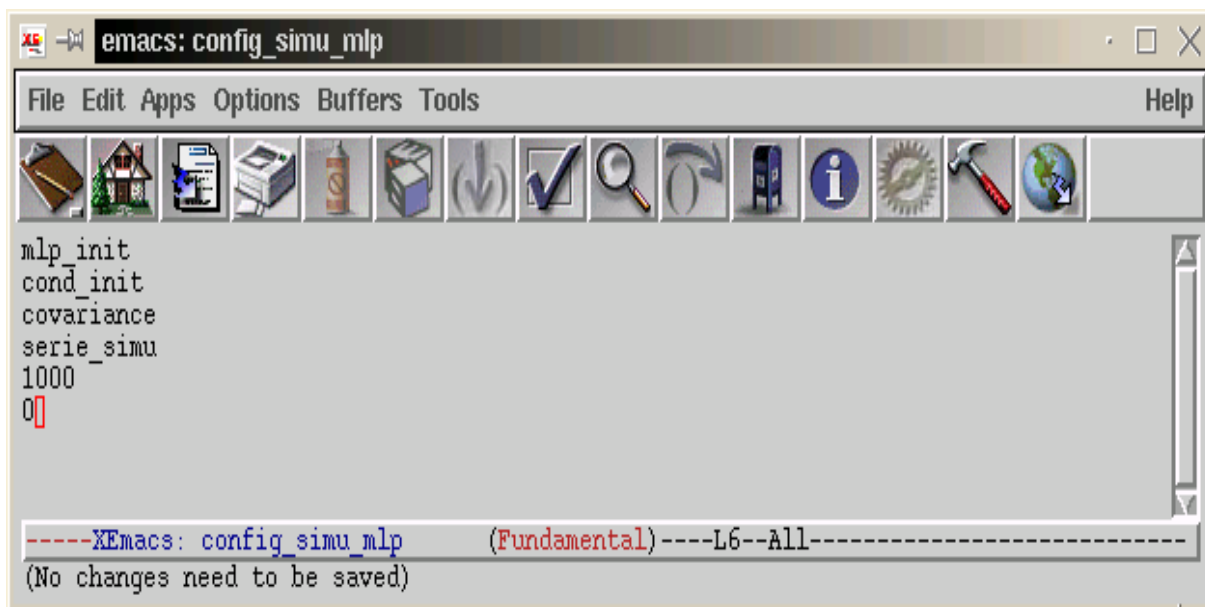 emacs: config_simu_mlp
File Edit Apps Options Buffers Tools Help
mlp_init
cond_init
covariance
serie_simu
1000
0
-----XEmacs: config_simu_mlp (Fundamental)----L6--All----------------------------
(No changes need to be saved)